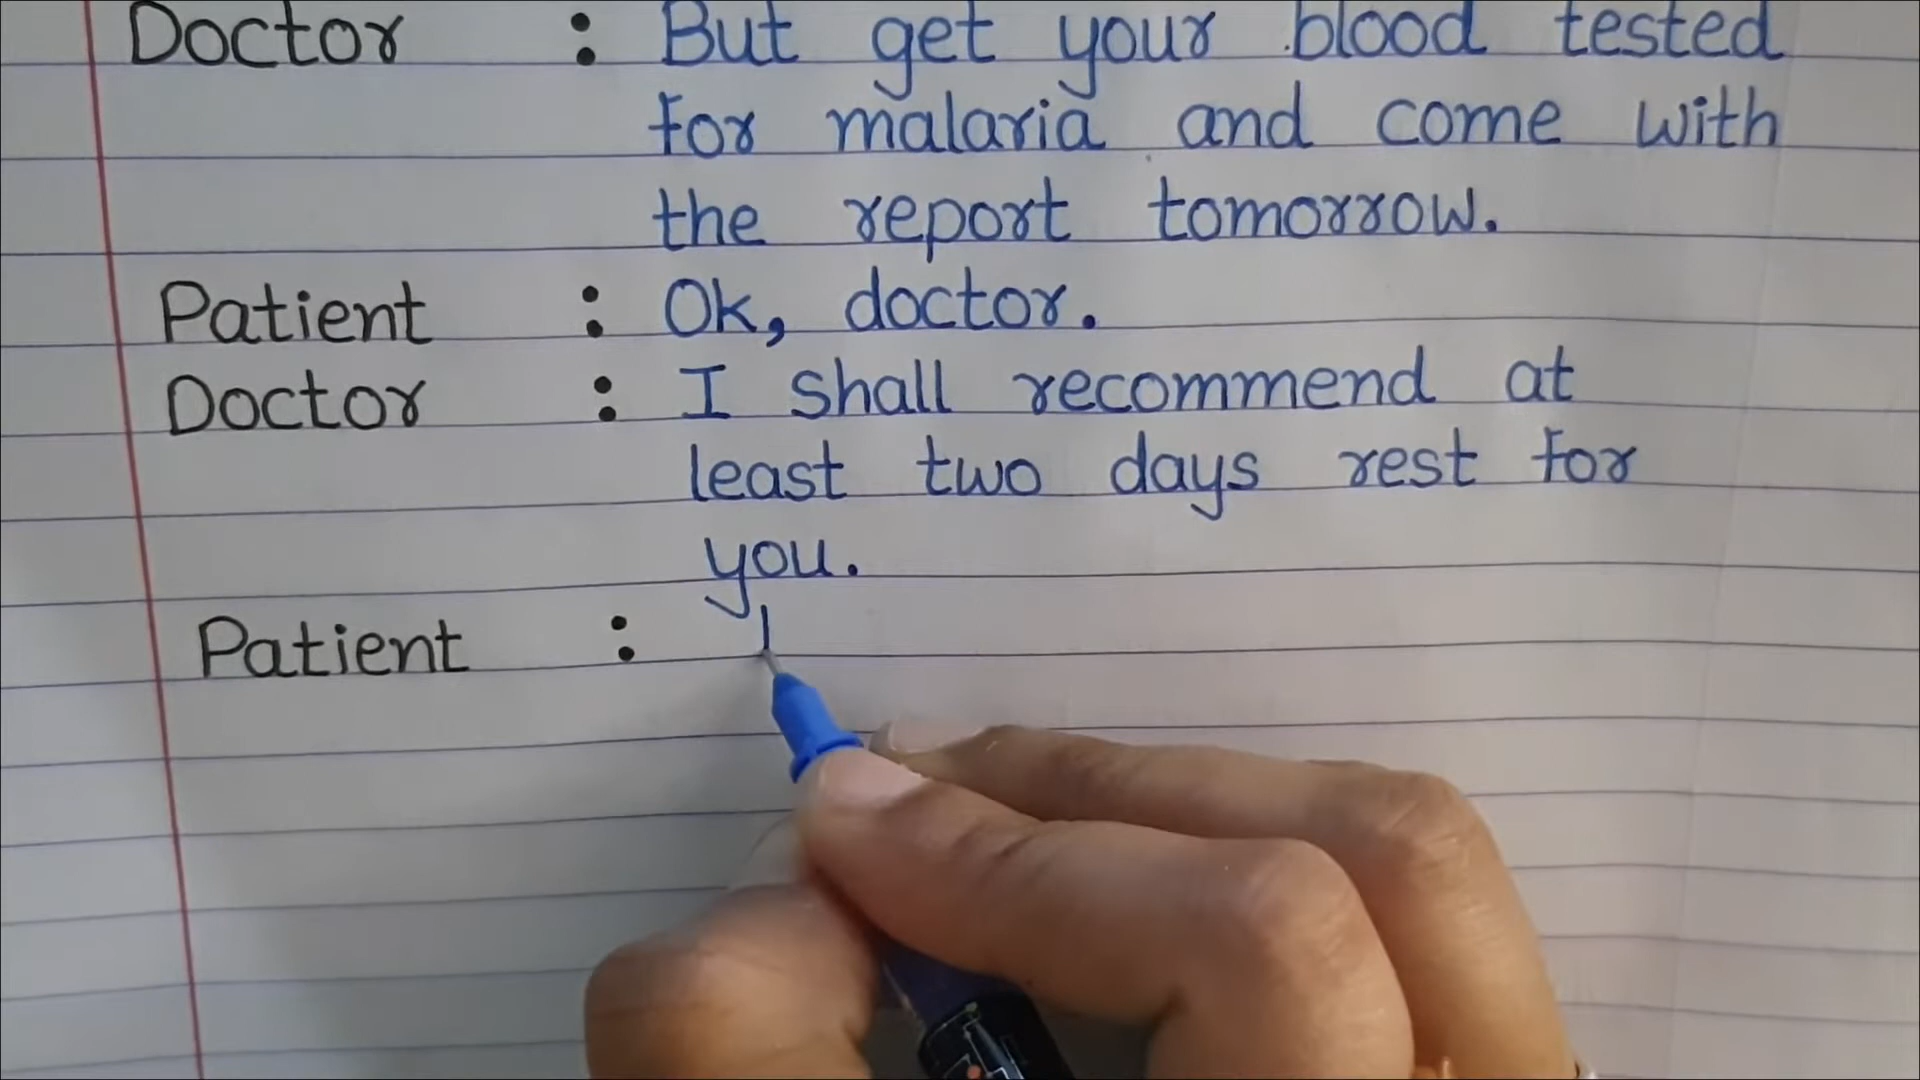 Doctor : But get your blood tested
for malaria and come with
the report tomorrow.
Patient : Ok, doctor.
Doctor : I shall recommend at
least two days rest for
you.
Patient :